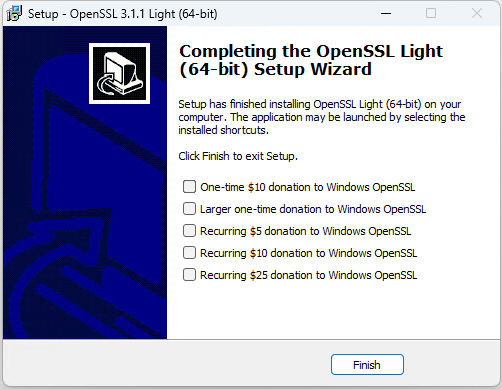 Setup - OpenSSL 3.1.1 Light (64-bit)
Completing the OpenSSL Light
(64-bit) Setup Wizard
Setup has finished installing OpenSSL Light (64-bit) on your
computer. The application may be launched by selecting the
installed shortcuts.
Click Finish to exit Setup.
One-time $10 donation to Windows OpenSSL
Larger one-time donation to Windows OpenSSL
Recurring $5 donation to Windows OpenSSL
Recurring $10 donation to Windows OpenSSL
Recurring $25 donation to Windows OpenSSL
Finish